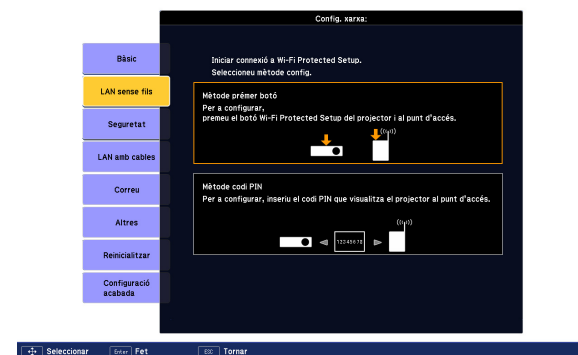 Config. xarxa:
Bàsic
LAN sense fils
Seguretat
LAN amb cables
Correu
Altres
Reinicialitzar
Configuració
acabada
Iniciar connexió a Wi-Fi Protected Setup.
Seleccioneu mètode config.
Mètode prémer botó
Per a configurar,
premeu el botó Wi-Fi Protected Setup del projector i al punt d'accés.
Mètode codi PIN
Per a configurar, inseriu el codi PIN que visualitza el projector al punt d'accés.
12345678
Seleccionar Enter Fet ESC Tornar